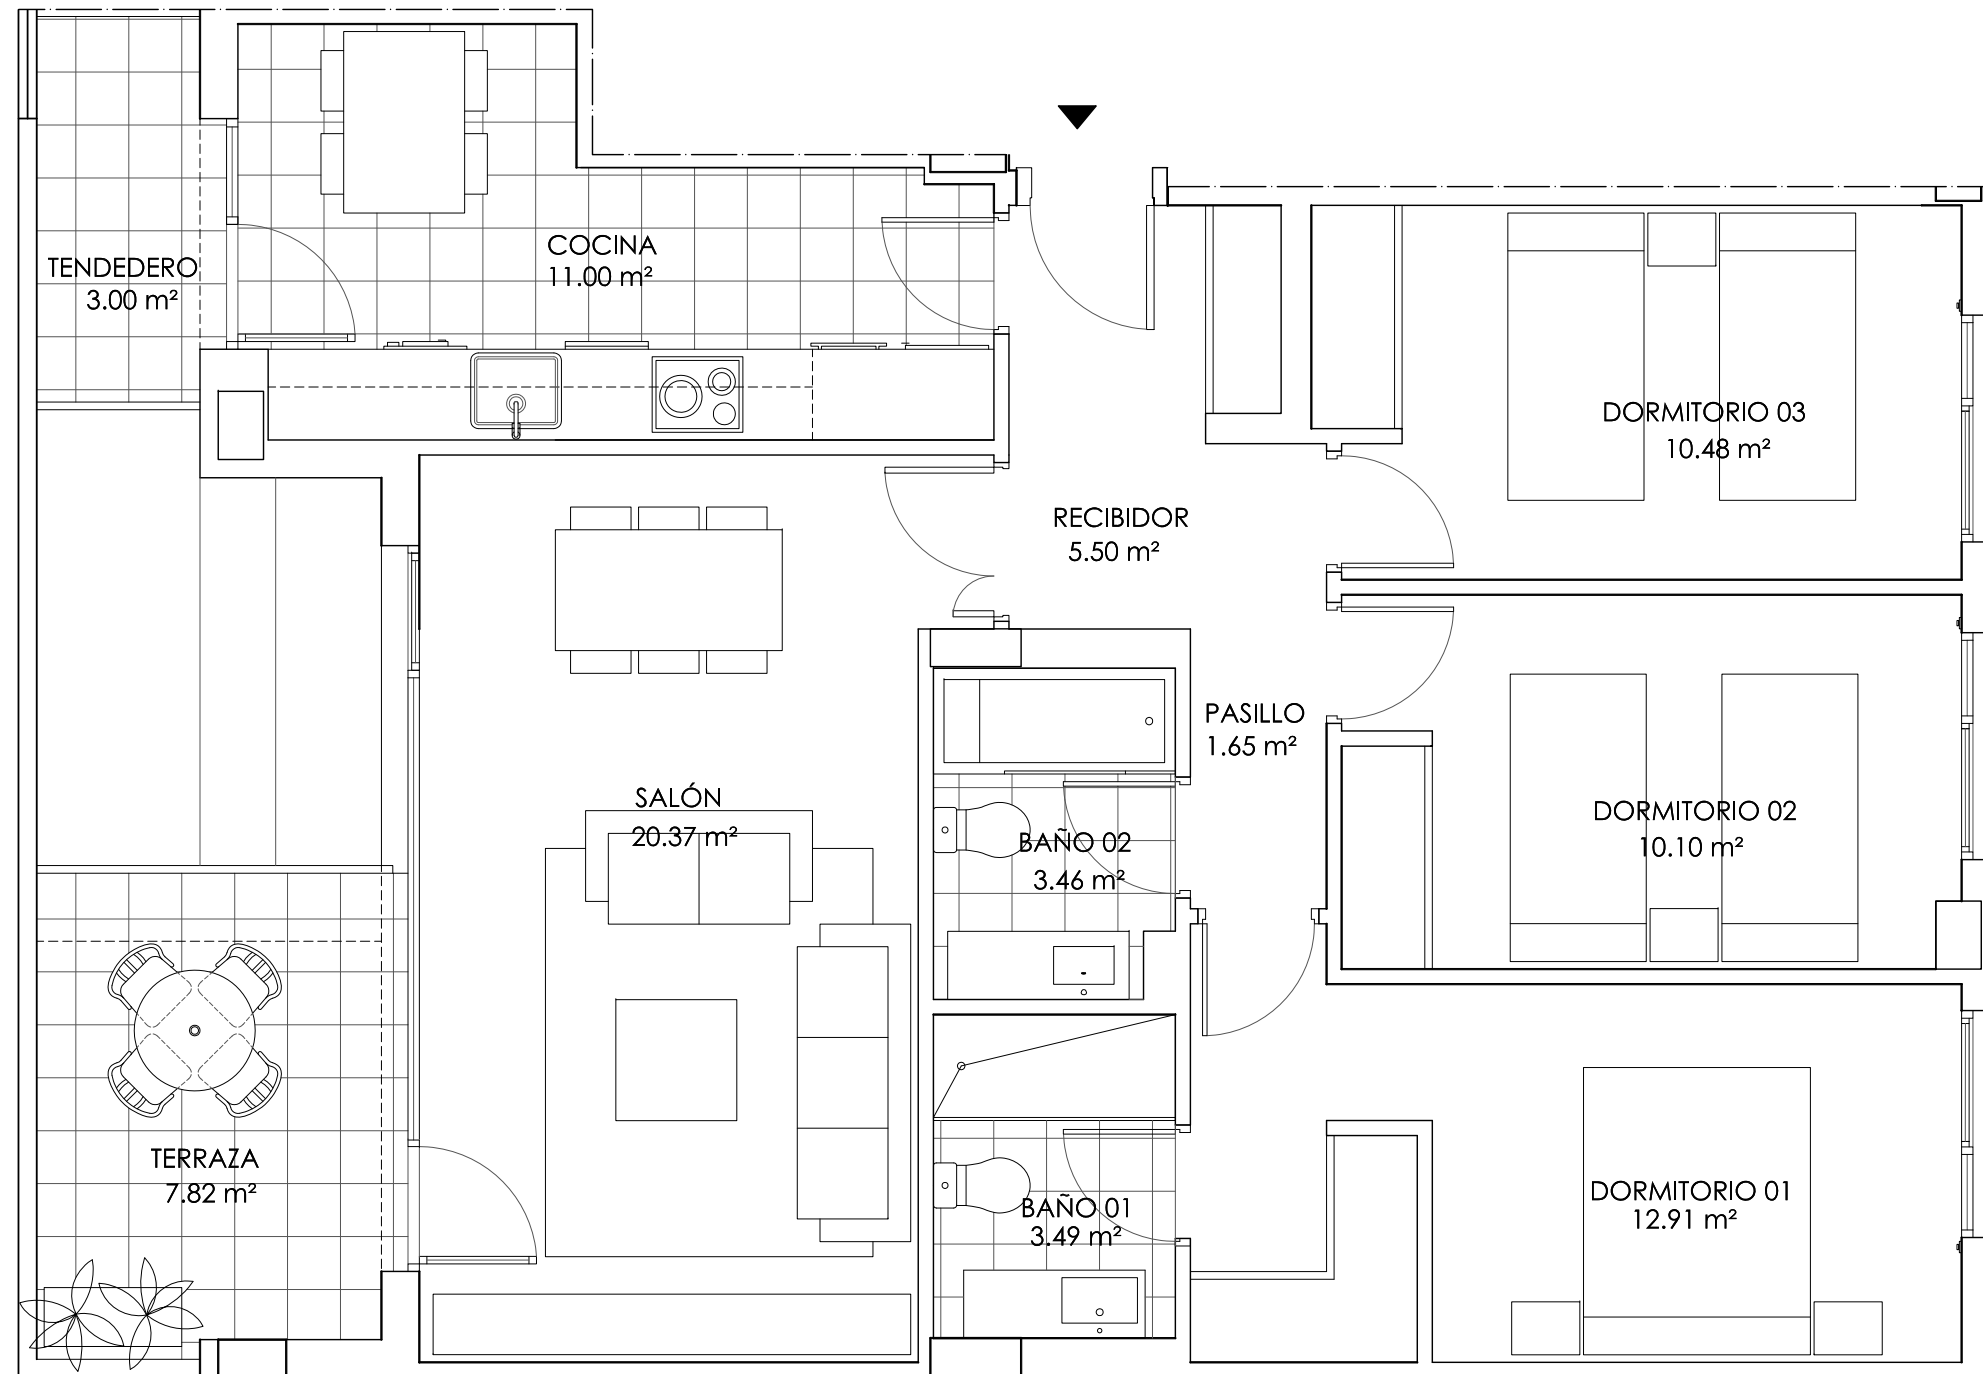 COCINA
11.00 m²
TENDEDERO
3.00 m²
DORMITORIO 03
10.48 m²
RECIBIDOR
5.50 m²
PASILLO
1.65 m²
SALÓN
20.37 m²
BAÑO 02
3.46 m²
DORMITORIO 02
10.10 m²
TERRAZA
7.82 m²
BAÑO 01
3.49 m²
DORMITORIO 01
12.91 m²